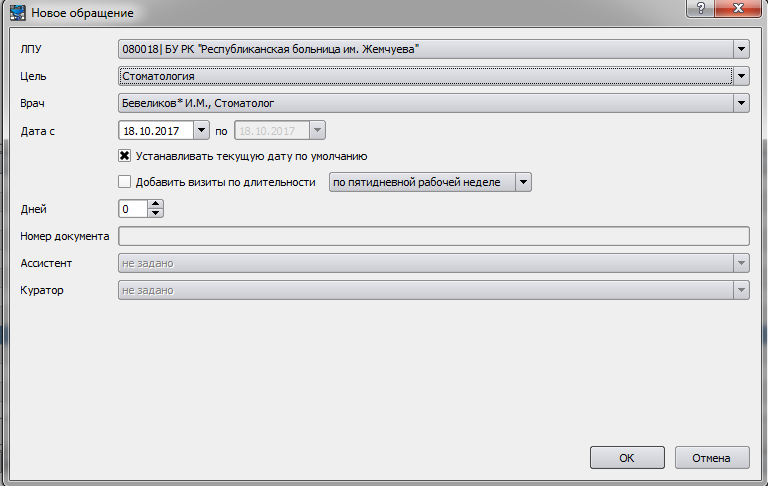 Новое обращение
ЛПУ 080018| БУ РК "Республиканская больница им. Жемчуева"
Цель Стоматология
Врач Бевеликов* И.М., Стоматолог
Дата с 18.10.2017 по 18.10.2017
Устанавливать текущую дату по умолчанию
Добавить визиты по длительности по пятидневной рабочей неделе
Дней 0
Номер документа
Ассистент не задано
Куратор не задано
ОК Отмена